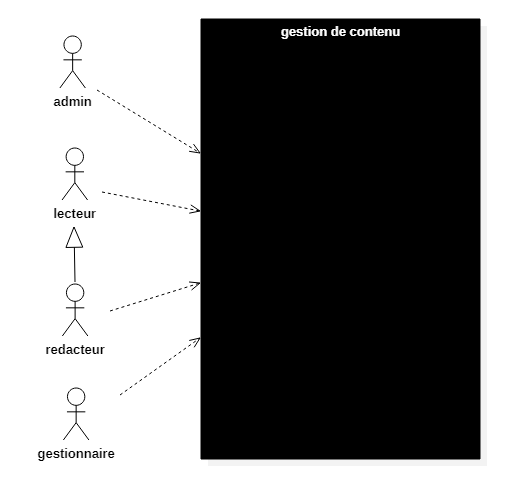 gestion de contenu
admin
lecteur
redacteur
gestionnaire